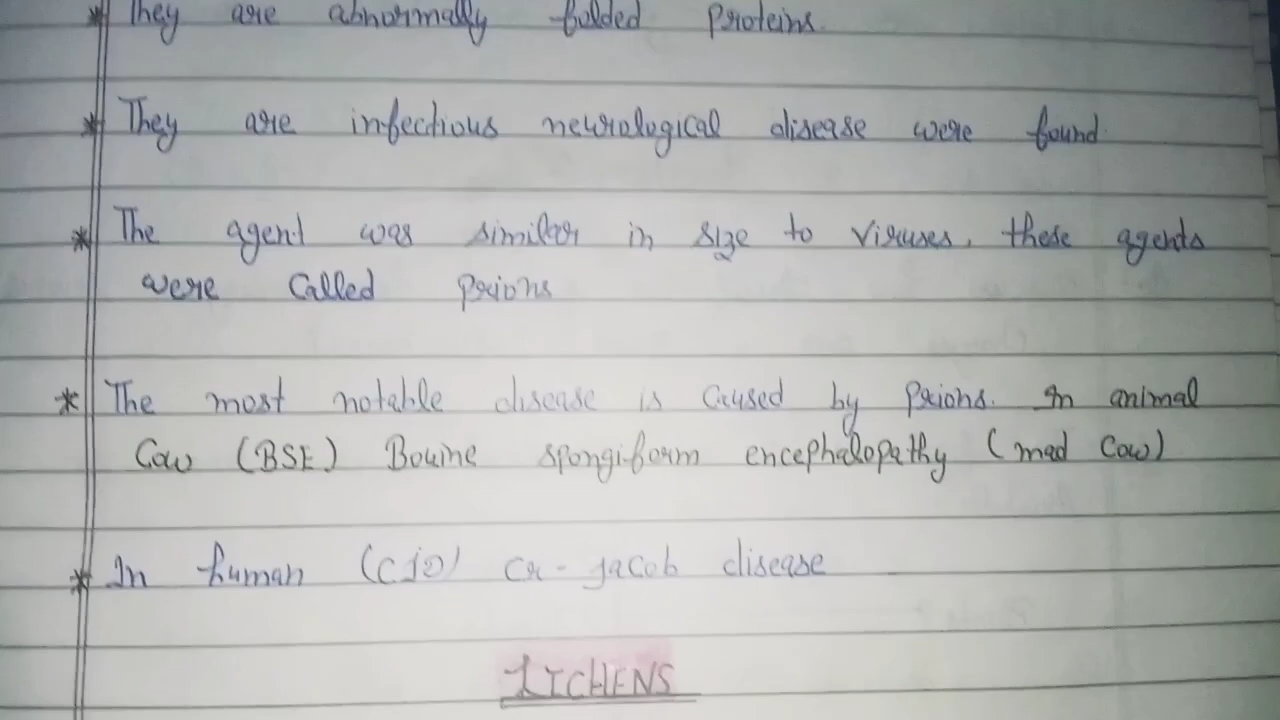 * They are abnormally folded proteins.
* They are infectious neurological disease were found.
* The agent was similar in size to viruses, these agents
were Called prions
* The most notable disease is Caused by prions. In animal
Cow (BSE) Bovine spongiform encephalopathy (mad Cow)
* In human (CJD) Cr-Jacob disease
LICHENS